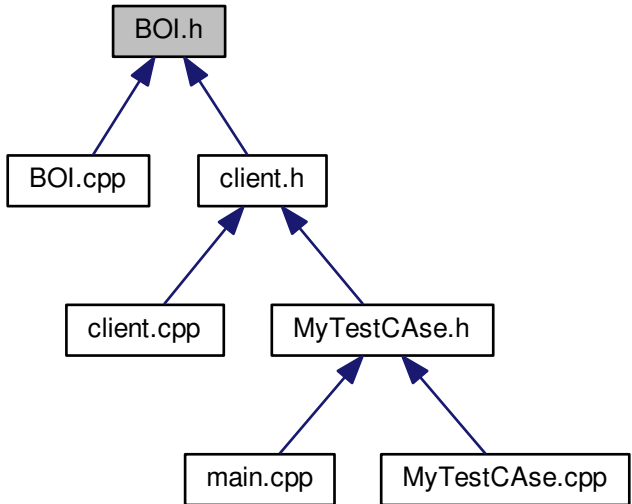 BOI.h
BOI.cpp
client.h
client.cpp
MyTestCAse.h
main.cpp
MyTestCAse.cpp